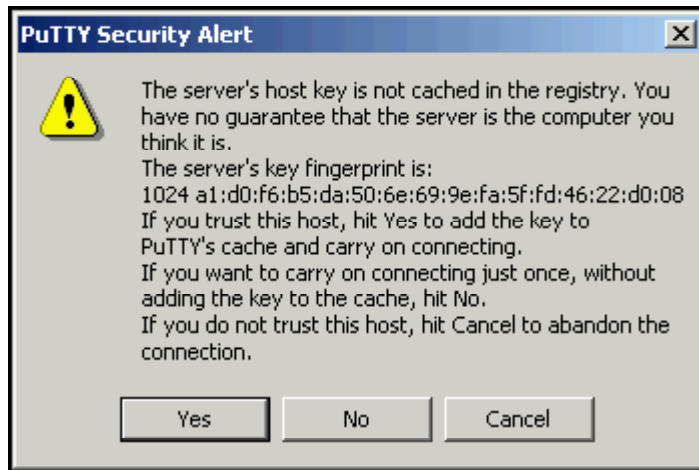 PuTTY Security Alert
The server's host key is not cached in the registry. You
have no guarantee that the server is the computer you
think it is.
The server's key fingerprint is:
1024 a1:d0:f6:b5:da:50:6e:69:9e:fa:5f:fd:46:22:d0:08
If you trust this host, hit Yes to add the key to
PuTTY's cache and carry on connecting.
If you want to carry on connecting just once, without
adding the key to the cache, hit No.
If you do not trust this host, hit Cancel to abandon the
connection.
Yes
No
Cancel